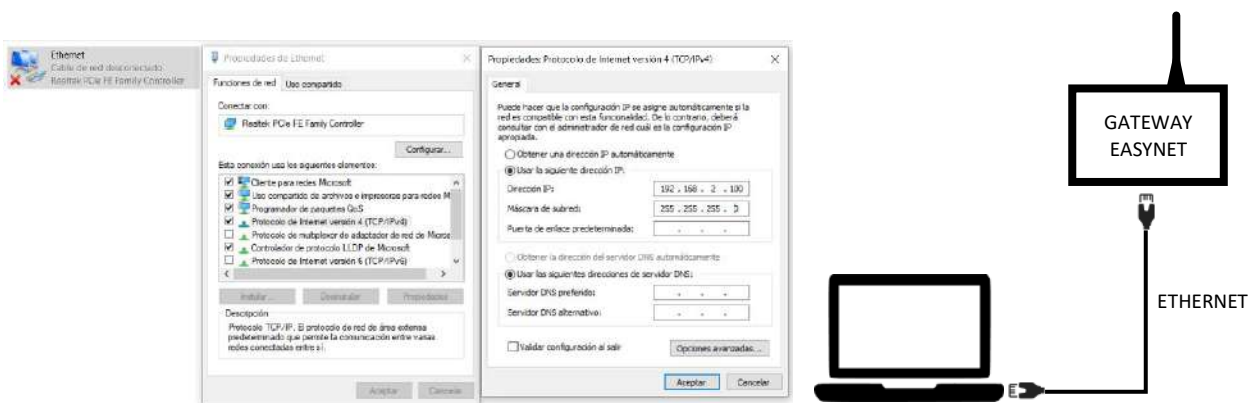 Ethernet
Cable de red desconectado
Realtek PCIe FE Family Controller
Propiedades de Ethernet
Funciones de red Uso compartido
Conectar con:
Realtek PCIe FE Family Controller
Configurar...
Esta conexión usa los siguientes elementos:
Cliente para redes Microsoft
Uso compartido de archivos e impresoras para redes M
Programador de paquetes QoS
Protocolo de Internet versión 4 (TCP/IPv4)
Protocolo de multiplexor de adaptador de red de Micros
Controlador de protocolo LLDP de Microsoft
Protocolo de Internet versión 6 (TCP/IPv6)
Instalar... Desinstalar Propiedades
Descripción
Protocolo TCP/IP. El protocolo de red de área extensa
predeterminado que permite la comunicación entre varias
redes conectadas entre sí.
Aceptar Cancelar
Propiedades: Protocolo de Internet versión 4 (TCP/IPv4)
General
Puede hacer que la configuración IP se asigne automáticamente si la
red es compatible con esta funcionalidad. De lo contrario, deberá
consultar con el administrador de red cuál es la configuración IP
apropiada.
Obtener una dirección IP automáticamente
Usar la siguiente dirección IP:
Dirección IP: 192 . 168 . 2 . 100
Máscara de subred: 255 . 255 . 255 . 0
Puerta de enlace predeterminada: . . .
Obtener la dirección del servidor DNS automáticamente
Usar las siguientes direcciones de servidor DNS:
Servidor DNS preferido: . . .
Servidor DNS alternativo: . . .
Validar configuración al salir Opciones avanzadas...
Aceptar Cancelar
GATEWAY
EASYNET
ETHERNET